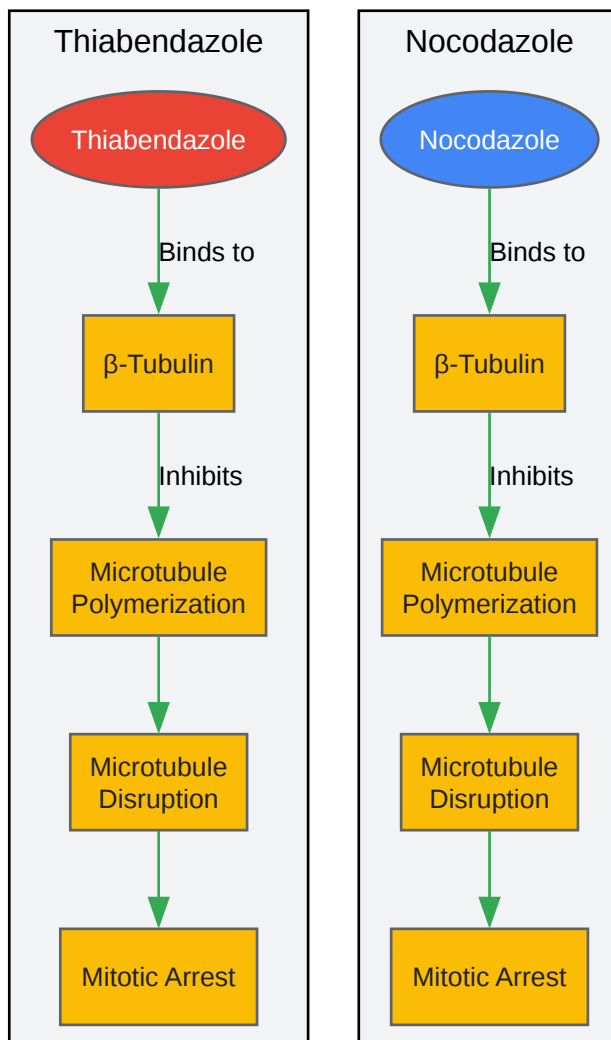 Thiabendazole
Thiabendazole
Binds to
β-Tubulin
Inhibits
Microtubule
Polymerization
Microtubule
Disruption
Mitotic Arrest
Nocodazole
Nocodazole
Binds to
β-Tubulin
Inhibits
Microtubule
Polymerization
Microtubule
Disruption
Mitotic Arrest